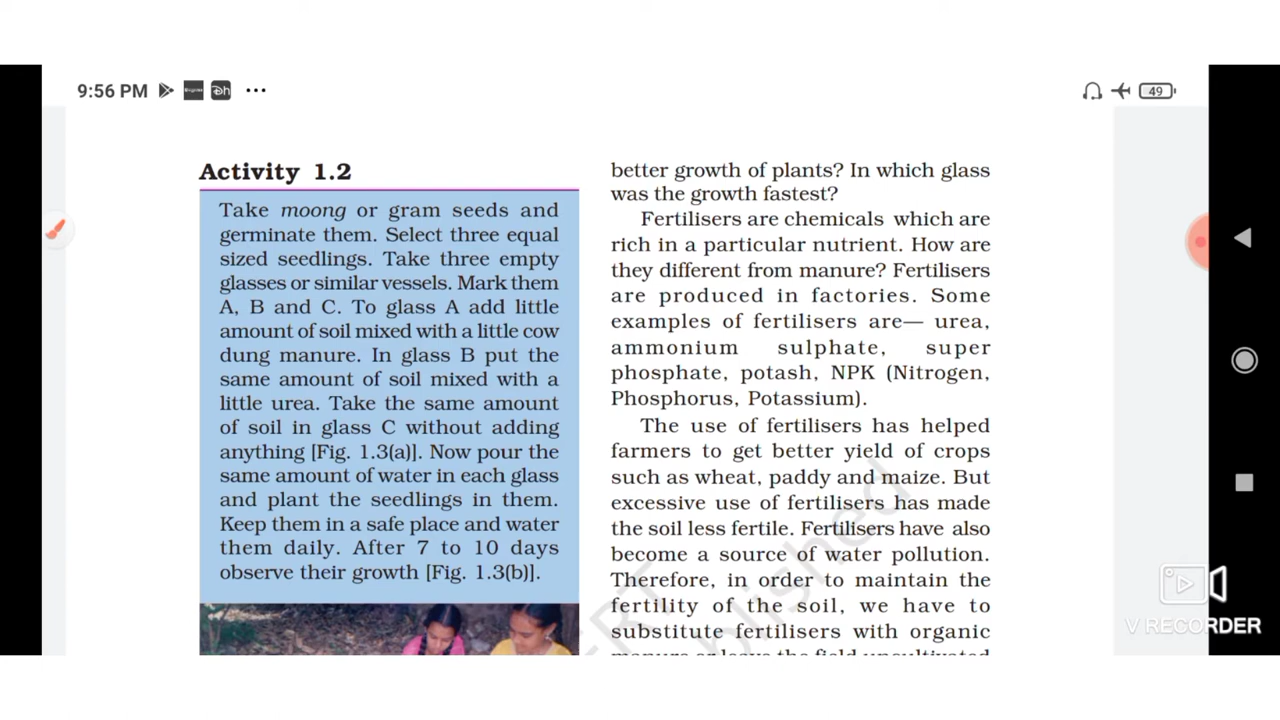 9:56 PM
49
Activity 1.2
Take moong or gram seeds and
germinate them. Select three equal
sized seedlings. Take three empty
glasses or similar vessels. Mark them
A, B and C. To glass A add little
amount of soil mixed with a little cow
dung manure. In glass B put the
same amount of soil mixed with a
little urea. Take the same amount
of soil in glass C without adding
anything [Fig. 1.3(a)]. Now pour the
same amount of water in each glass
and plant the seedlings in them.
Keep them in a safe place and water
them daily. After 7 to 10 days
observe their growth [Fig. 1.3(b)].
better growth of plants? In which glass
was the growth fastest?
Fertilisers are chemicals which are
rich in a particular nutrient. How are
they different from manure? Fertilisers
are produced in factories. Some
examples of fertilisers are— urea,
ammonium sulphate, super
phosphate, potash, NPK (Nitrogen,
Phosphorus, Potassium).
The use of fertilisers has helped
farmers to get better yield of crops
such as wheat, paddy and maize. But
excessive use of fertilisers has made
the soil less fertile. Fertilisers have also
become a source of water pollution.
Therefore, in order to maintain the
fertility of the soil, we have to
substitute fertilisers with organic
manure or leave the field uncultivated
V RECORDER